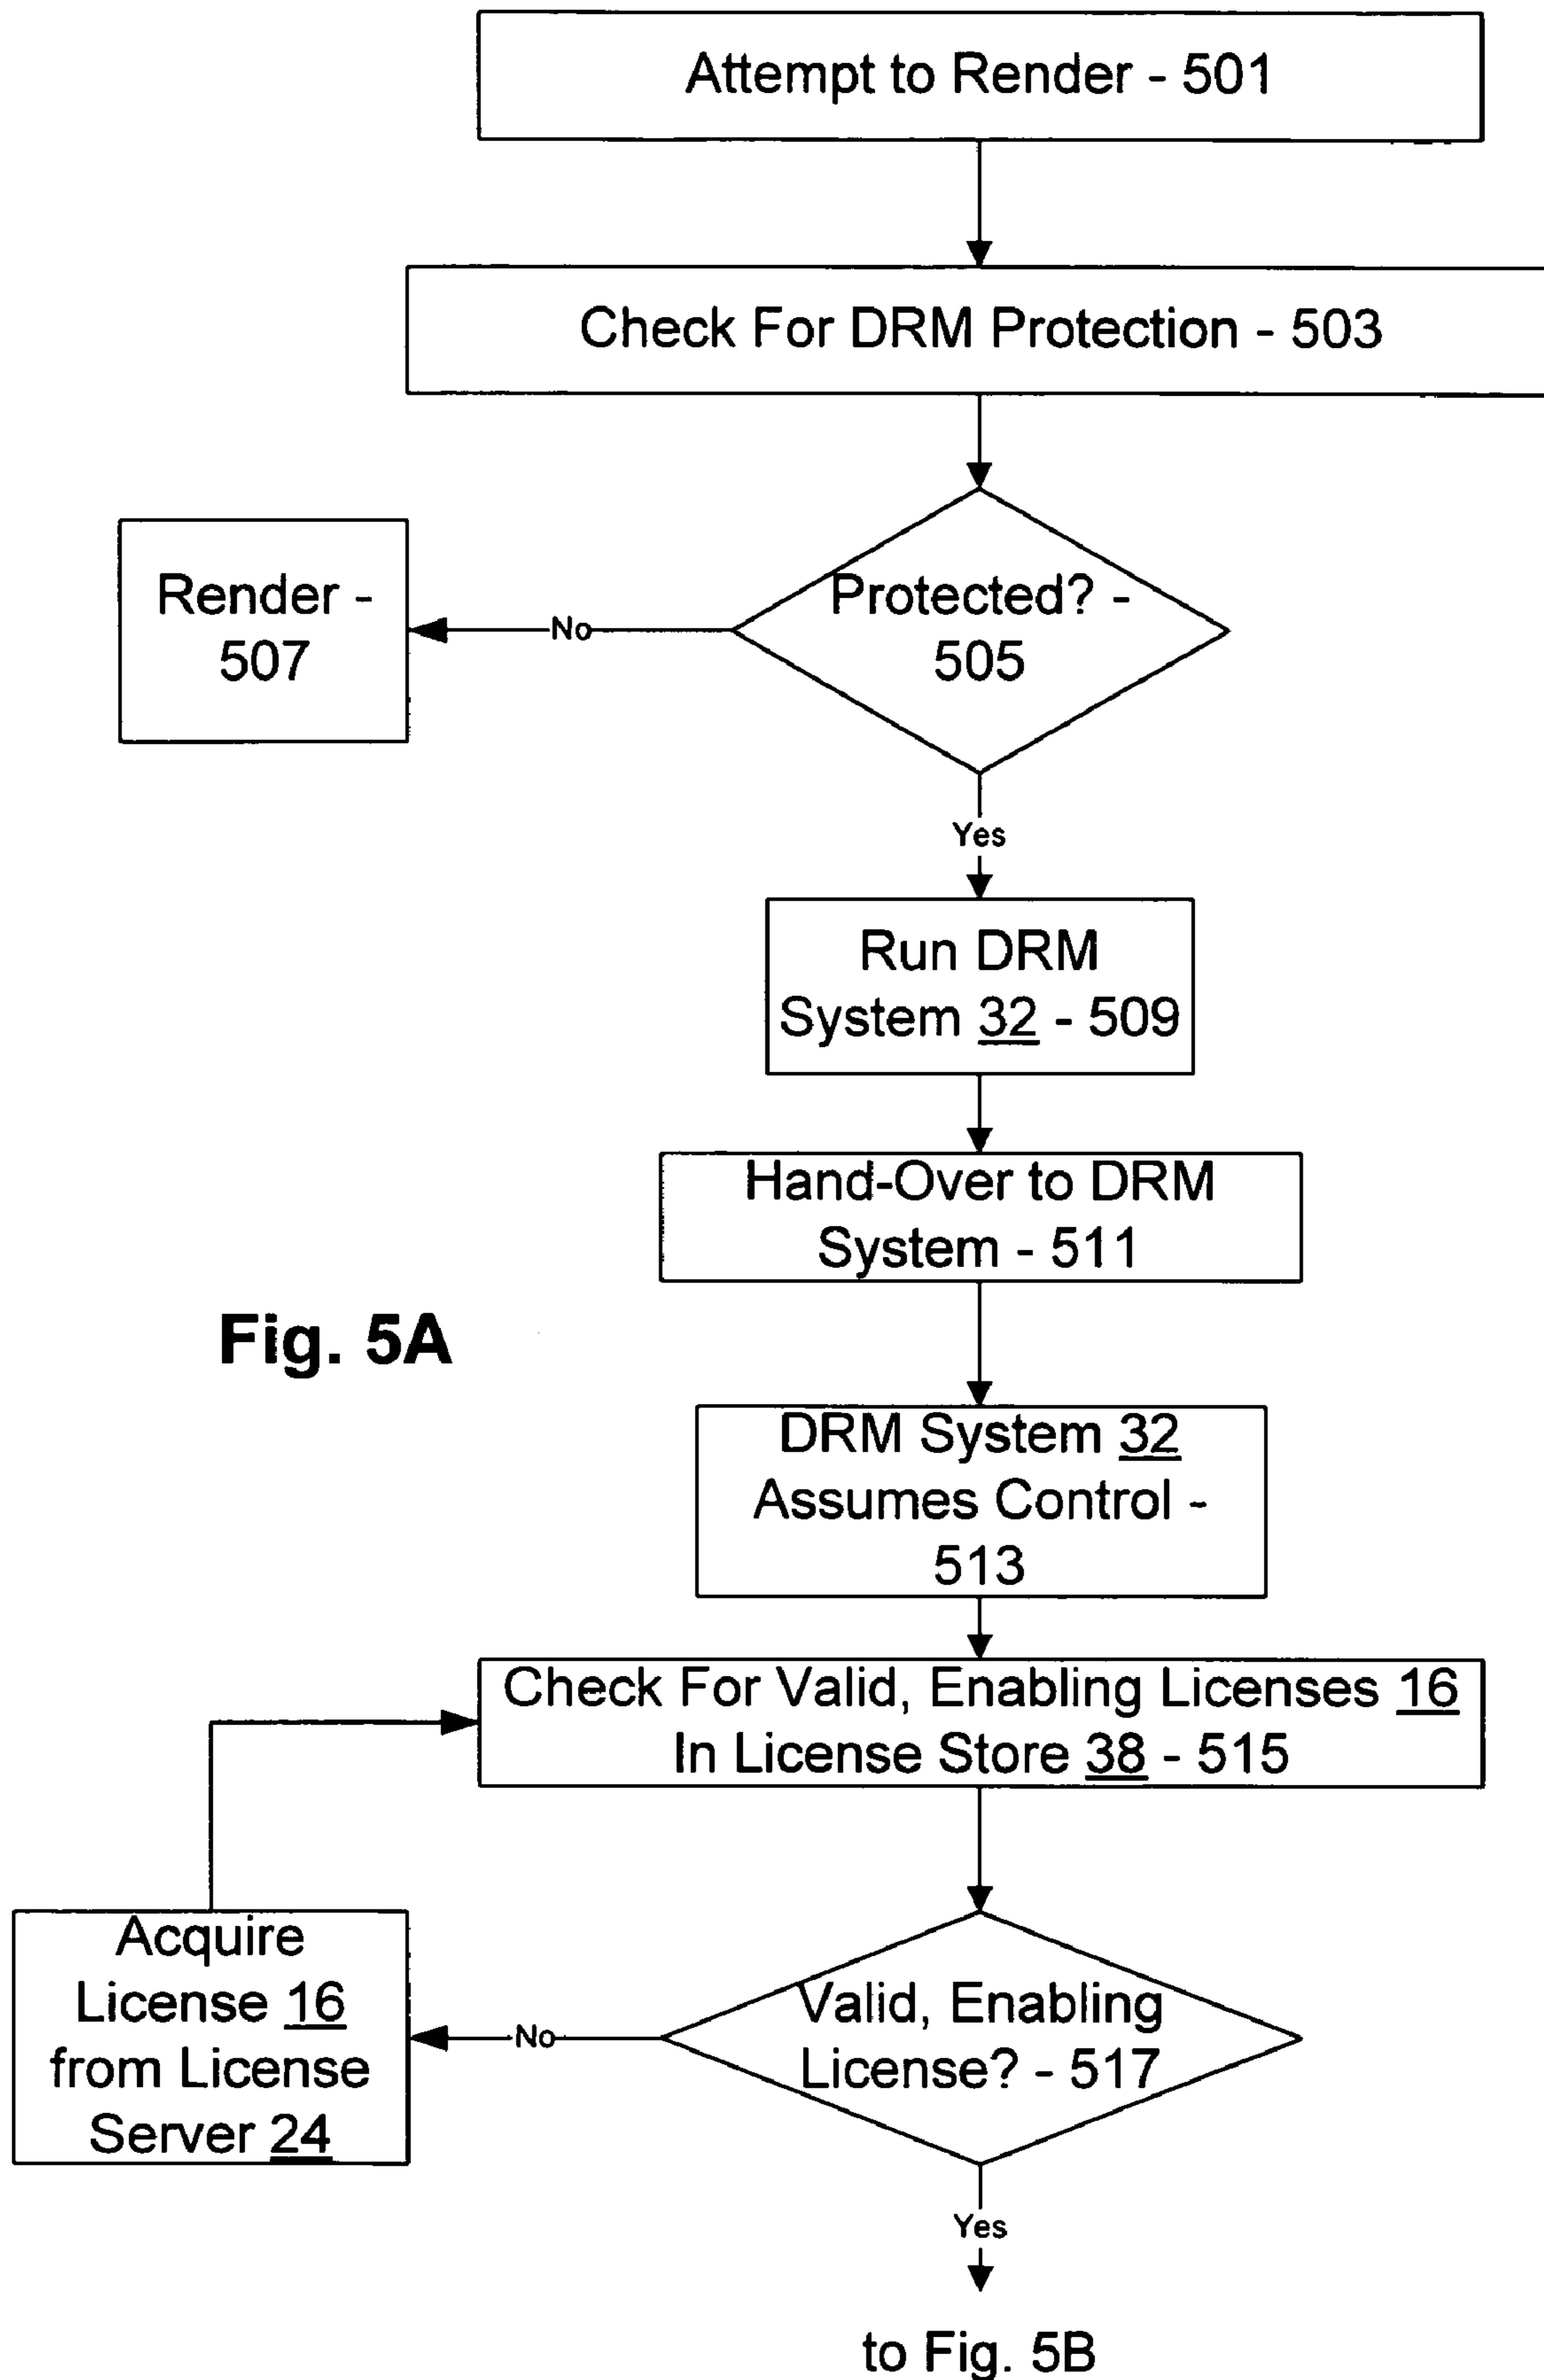 Attempt to Render - 501
Check For DRM Protection - 503
Protected? -
505
No
Render -
507
Yes
Run DRM
System 32 - 509
Hand-Over to DRM
System - 511
Fig. 5A
DRM System 32
Assumes Control -
513
Check For Valid, Enabling Licenses 16
In License Store 38 - 515
Valid, Enabling
License? - 517
No
Acquire
License 16
from License
Server 24
Yes
to Fig. 5B